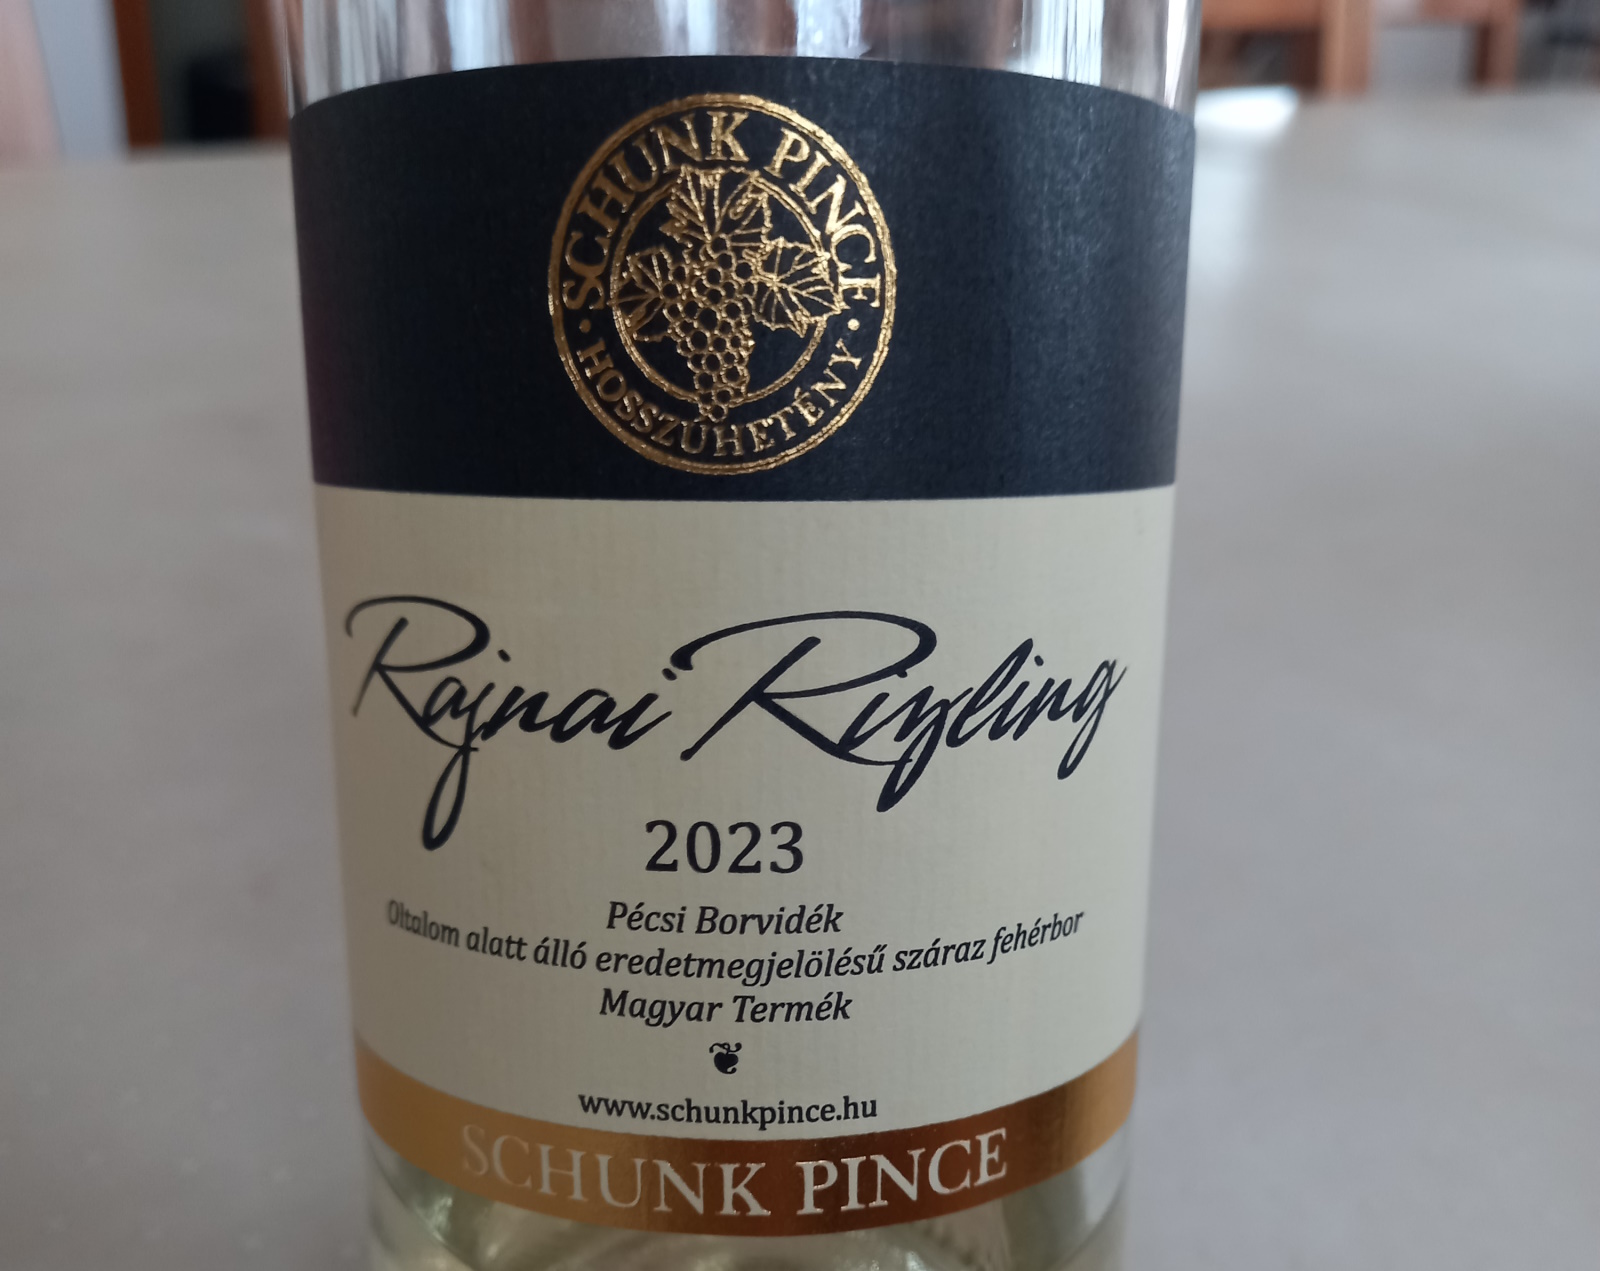 SCHUNK PINCE
· HOSSZÚHETÉNY ·
Rajnai Rizling
2023
Pécsi Borvidék
Oltalom alatt álló eredetmegjelölésű száraz fehérbor
Magyar Termék
www.schunkpince.hu
SCHUNK PINCE